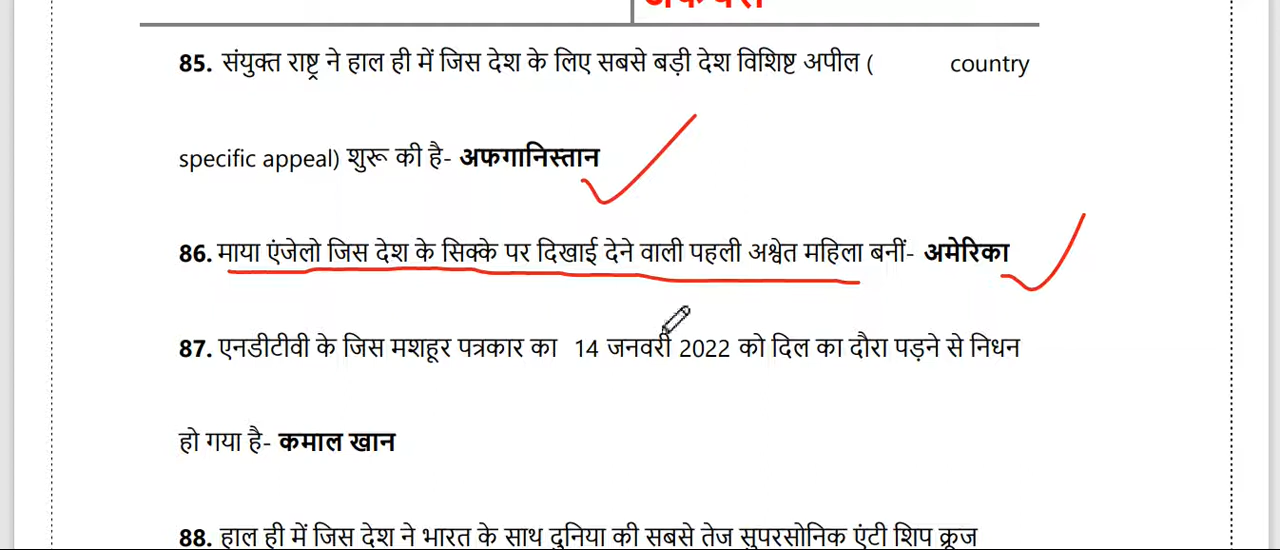 85. संयुक्त राष्ट्र ने हाल ही में जिस देश के लिए सबसे बड़ी देश विशिष्ट अपील ( country
specific appeal) शुरू की है- अफगानिस्तान
86. माया एंजेलो जिस देश के सिक्के पर दिखाई देने वाली पहली अश्वेत महिला बनीं- अमेरिका
87. एनडीटीवी के जिस मशहूर पत्रकार का 14 जनवरी 2022 को दिल का दौरा पड़ने से निधन
हो गया है- कमाल खान
88. हाल ही में जिस देश ने भारत के साथ दुनिया की सबसे तेज सुपरसोनिक एंटी शिप क्रूज